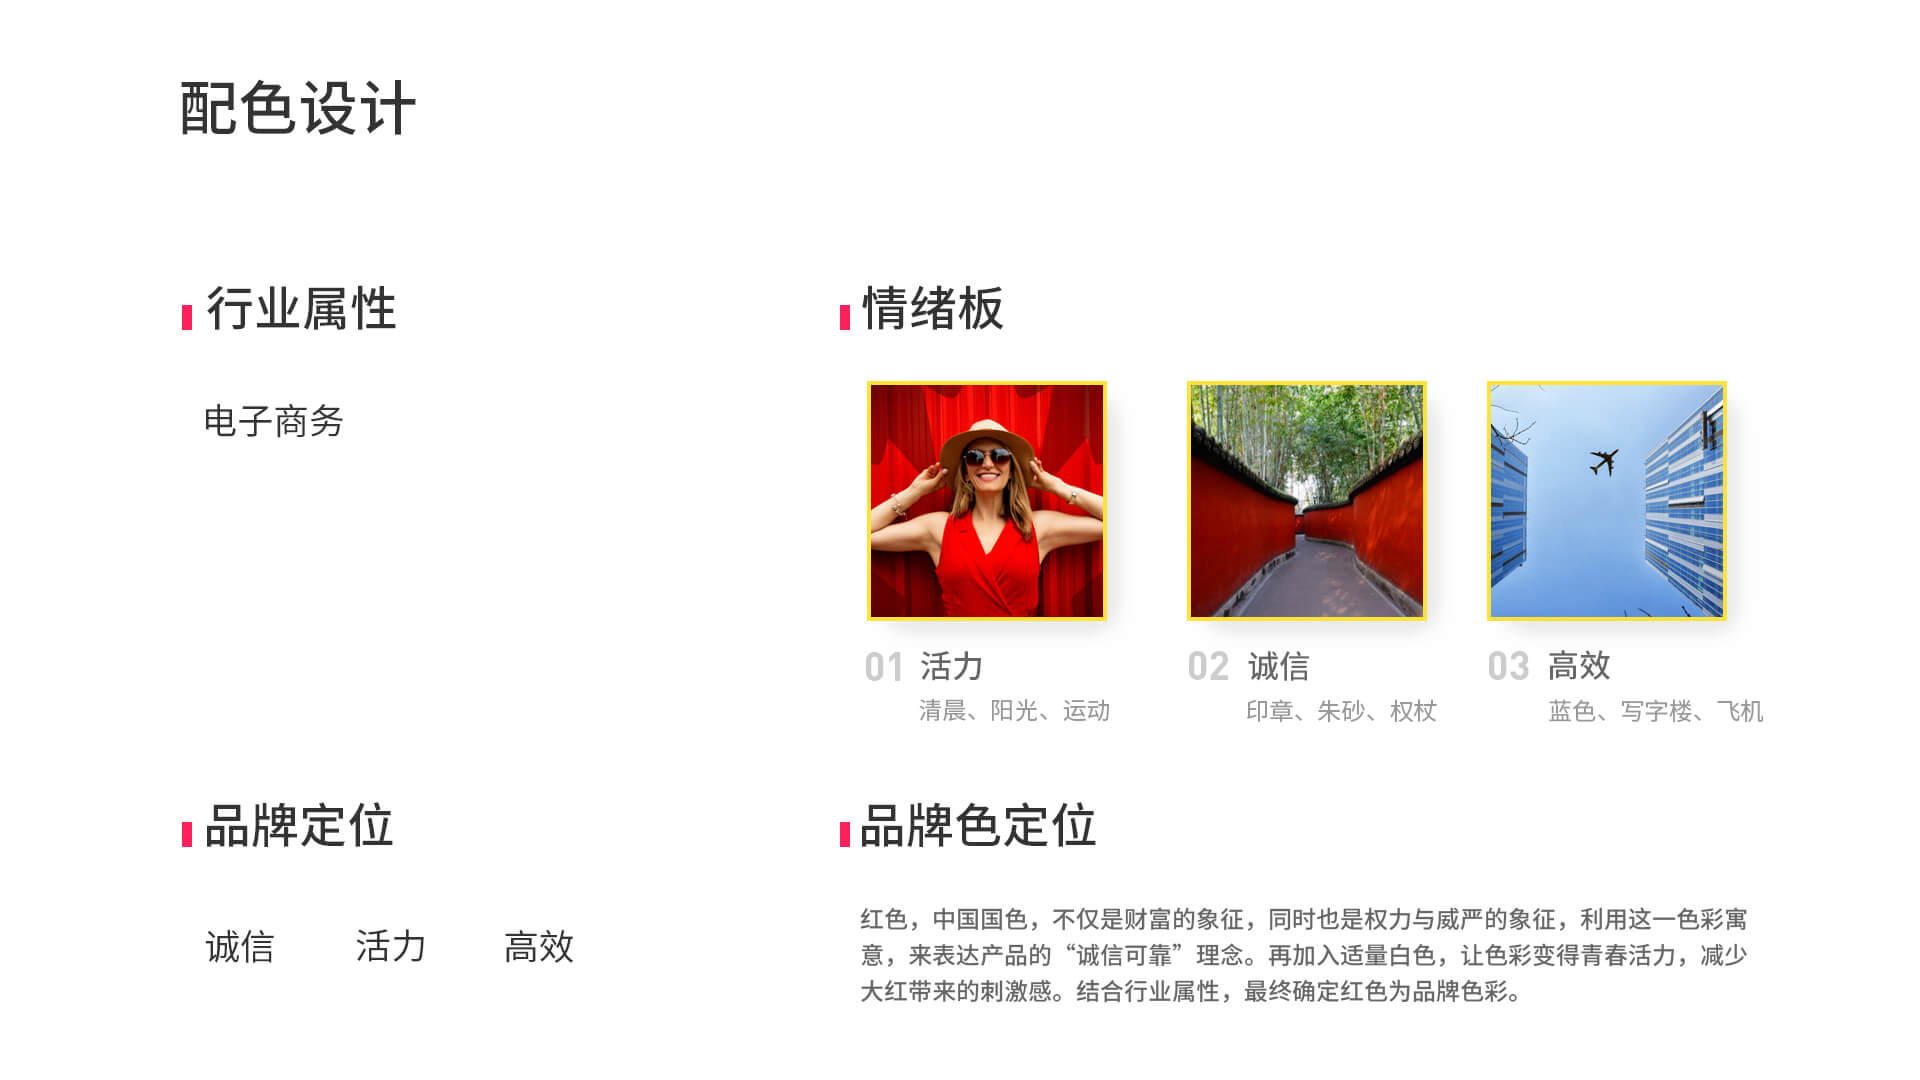 配色设计
行业属性
电子商务
情绪板
01 活力
清晨、阳光、运动
02 诚信
印章、朱砂、权杖
03 高效
蓝色、写字楼、飞机
品牌定位
诚信 活力 高效
品牌色定位
红色，中国国色，不仅是财富的象征，同时也是权力与威严的象征，利用这一色彩寓
意，来表达产品的“诚信可靠”理念。再加入适量白色，让色彩变得青春活力，减少
大红带来的刺激感。结合行业属性，最终确定红色为品牌色彩。